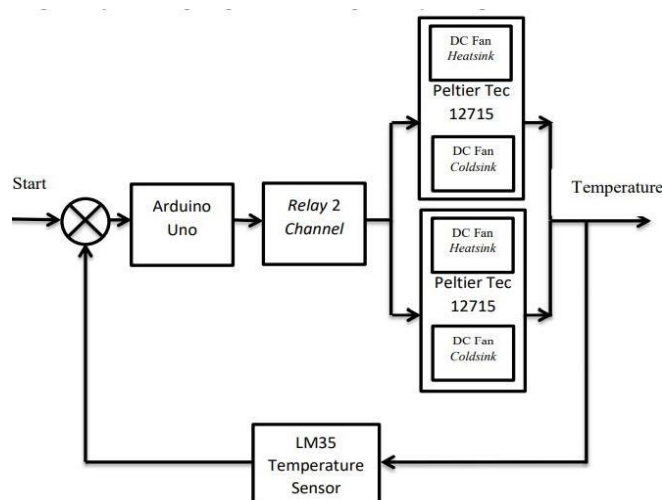 DC Fan
Heatsink
Peltier Tec
12715
DC Fan
Coldsink
Start
Temperature
Arduino
Uno
Relay 2
Channel
DC Fan
Heatsink
Peltier Tec
12715
DC Fan
Coldsink
LM35
Temperature
Sensor